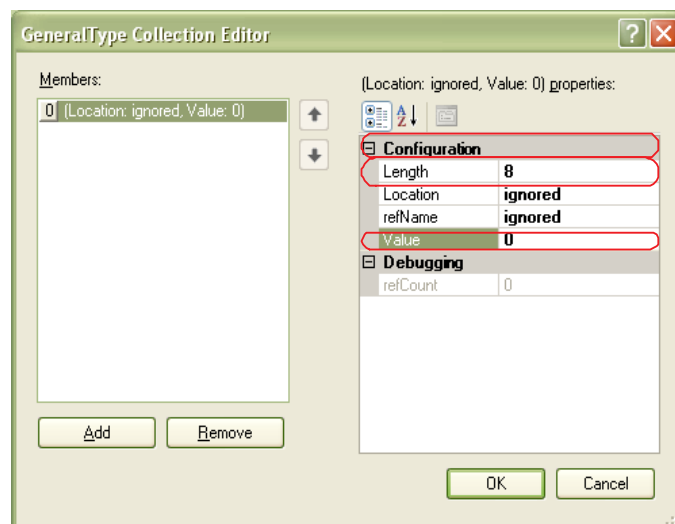 GeneralType Collection Editor
Members:
0 (Location: ignored, Value: 0)
Add
Remove
(Location: ignored, Value: 0) properties:
Configuration
Length 8
Location ignored
refName ignored
Value 0
Debugging
refCount 0
OK
Cancel